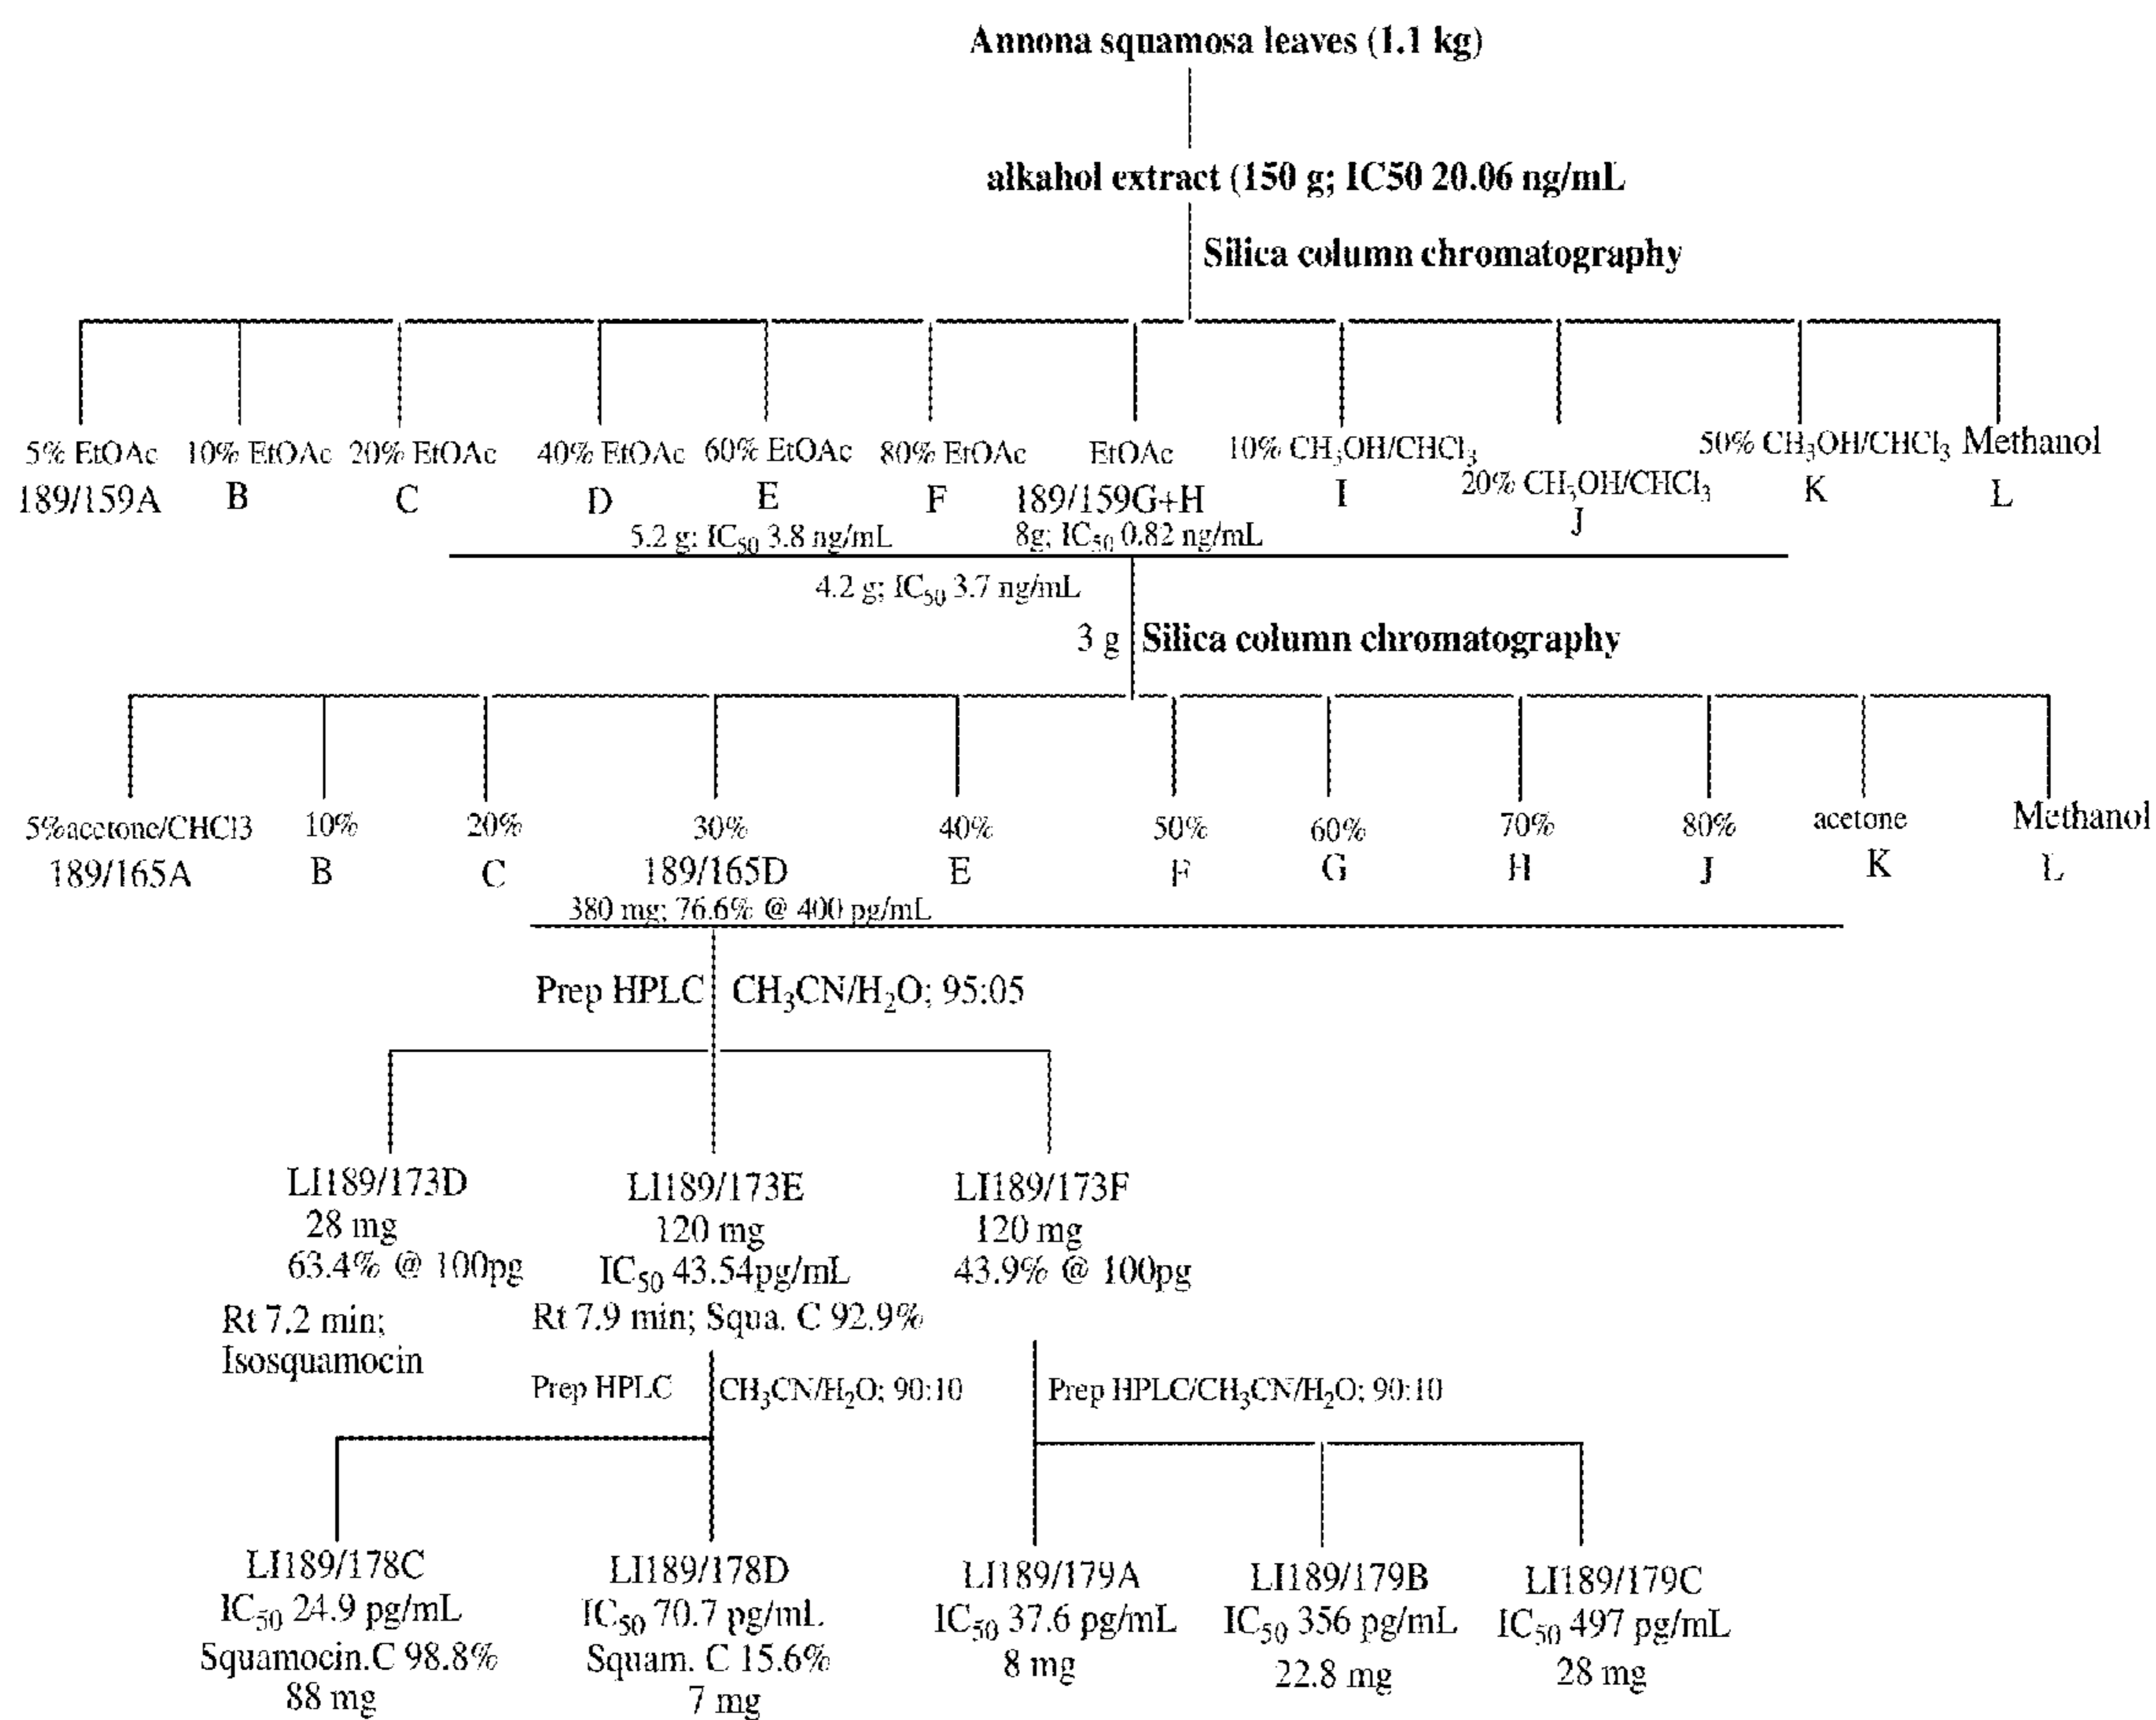 Annona squamosa leaves (1.1 kg)
alkahol extract (150 g; IC50 20.06 ng/mL
Silica column chromatography
5% EtOAc 10% EtOAc 20% EtOAc 40% EtOAc 60% EtOAc 80% EtOAc EtOAc 10% CH₃OH/CHCl₃ 20% CH₃OH/CHCl₃ 50% CH₃OH/CHCl₃ Methanol
189/159A B C D E F 189/159G+H I J K L
5.2 g: IC₅₀ 3.8 ng/mL 8g; IC₅₀ 0.82 ng/mL
4.2 g; IC₅₀ 3.7 ng/mL
3 g Silica column chromatography
5%acetone/CHCl3 10% 20% 30% 40% 50% 60% 70% 80% acetone Methanol
189/165A B C 189/165D E F G H J K L
380 mg; 76.6% @ 400 pg/mL
Prep HPLC CH₃CN/H₂O; 95:05
LI189/173D LI189/173E LI189/173F
28 mg 120 mg 120 mg
63.4% @ 100pg IC₅₀ 43.54pg/mL 43.9% @ 100pg
Rt 7.2 min; Rt 7.9 min; Squa. C 92.9%
Isosquamocin
Prep HPLC CH₃CN/H₂O; 90:10 Prep HPLC/CH₃CN/H₂O; 90:10
LI189/178C LI189/178D LI189/179A LI189/179B LI189/179C
IC₅₀ 24.9 pg/mL IC₅₀ 70.7 pg/mL IC₅₀ 37.6 pg/mL IC₅₀ 356 pg/mL IC₅₀ 497 pg/mL
Squamocin.C 98.8% Squam. C 15.6% 8 mg 22.8 mg 28 mg
88 mg 7 mg